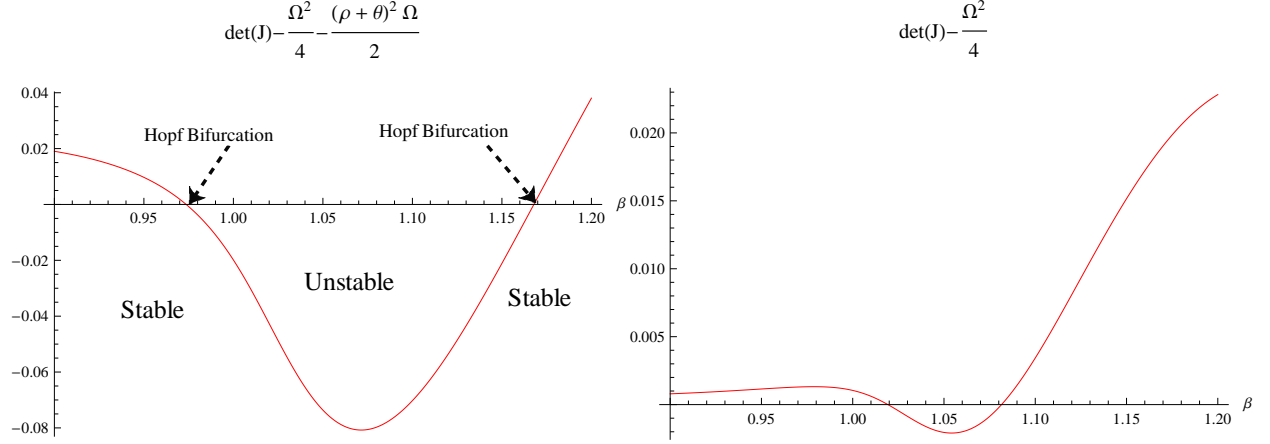 det(J) − Ω²/4 − (ρ + θ)² Ω/2
0.04
0.02
−0.02
−0.04
−0.06
−0.08
Hopf Bifurcation
Hopf Bifurcation
0.95 1.00 1.05 1.10 1.15 1.20 β
Stable
Unstable
Stable
det(J) − Ω²/4
0.020
0.015
0.010
0.005
0.95 1.00 1.05 1.10 1.15 1.20 β